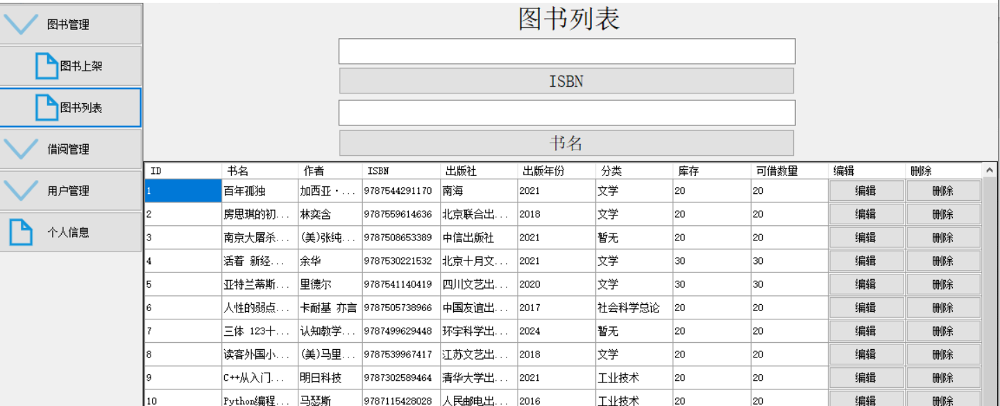 图书管理
图书上架
图书列表
借阅管理
用户管理
个人信息
图书列表
ISBN
书名
ID 书名 作者 ISBN 出版社 出版年份 分类 库存 可借数量 编辑 删除
1 百年孤独 加西亚·... 9787544291170 南海 2021 文学 20 20 编辑 删除
2 房思琪的初... 林奕含 9787559614636 北京联合出... 2018 文学 20 20 编辑 删除
3 南京大屠杀... (美)张纯... 9787508653389 中信出版社 2021 暂无 20 20 编辑 删除
4 活着 新经... 余华 9787530221532 北京十月文... 2021 文学 30 30 编辑 删除
5 亚特兰蒂斯... 里德尔 9787541140419 四川文艺出... 2020 文学 30 30 编辑 删除
6 人性的弱点... 卡耐基 亦言 9787505738966 中国友谊出... 2017 社会科学总论 20 20 编辑 删除
7 三体 123十... 认知教学... 9787499629448 环宇科学出... 2024 暂无 20 20 编辑 删除
8 读客外国小... (美)马里... 9787539967417 江苏文艺出... 2018 文学 20 20 编辑 删除
9 C++从入门... 明日科技 9787302589464 清华大学出... 2021 工业技术 20 20 编辑 删除
10 Python编程... 马瑟斯 9787115428028 人民邮电出... 2016 工业技术 20 20 编辑 删除